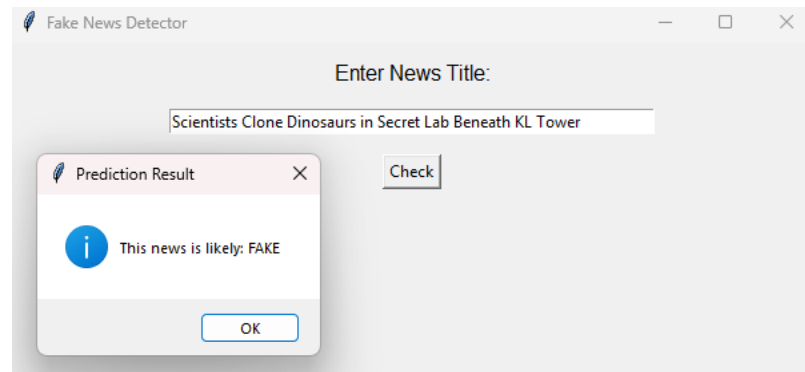 Fake News Detector
Enter News Title:
Scientists Clone Dinosaurs in Secret Lab Beneath KL Tower
Check
Prediction Result
This news is likely: FAKE
OK